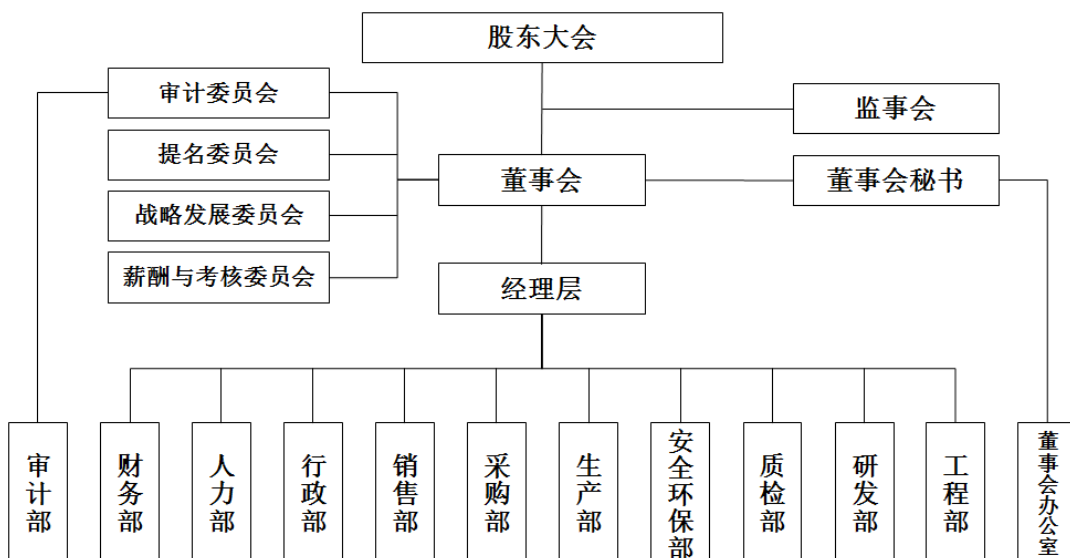 股东大会
审计委员会
监事会
提名委员会
董事会
董事会秘书
战略发展委员会
薪酬与考核委员会
经理层
审计部
财务部
人力部
行政部
销售部
采购部
生产部
安全环保部
质检部
研发部
工程部
董事会办公室